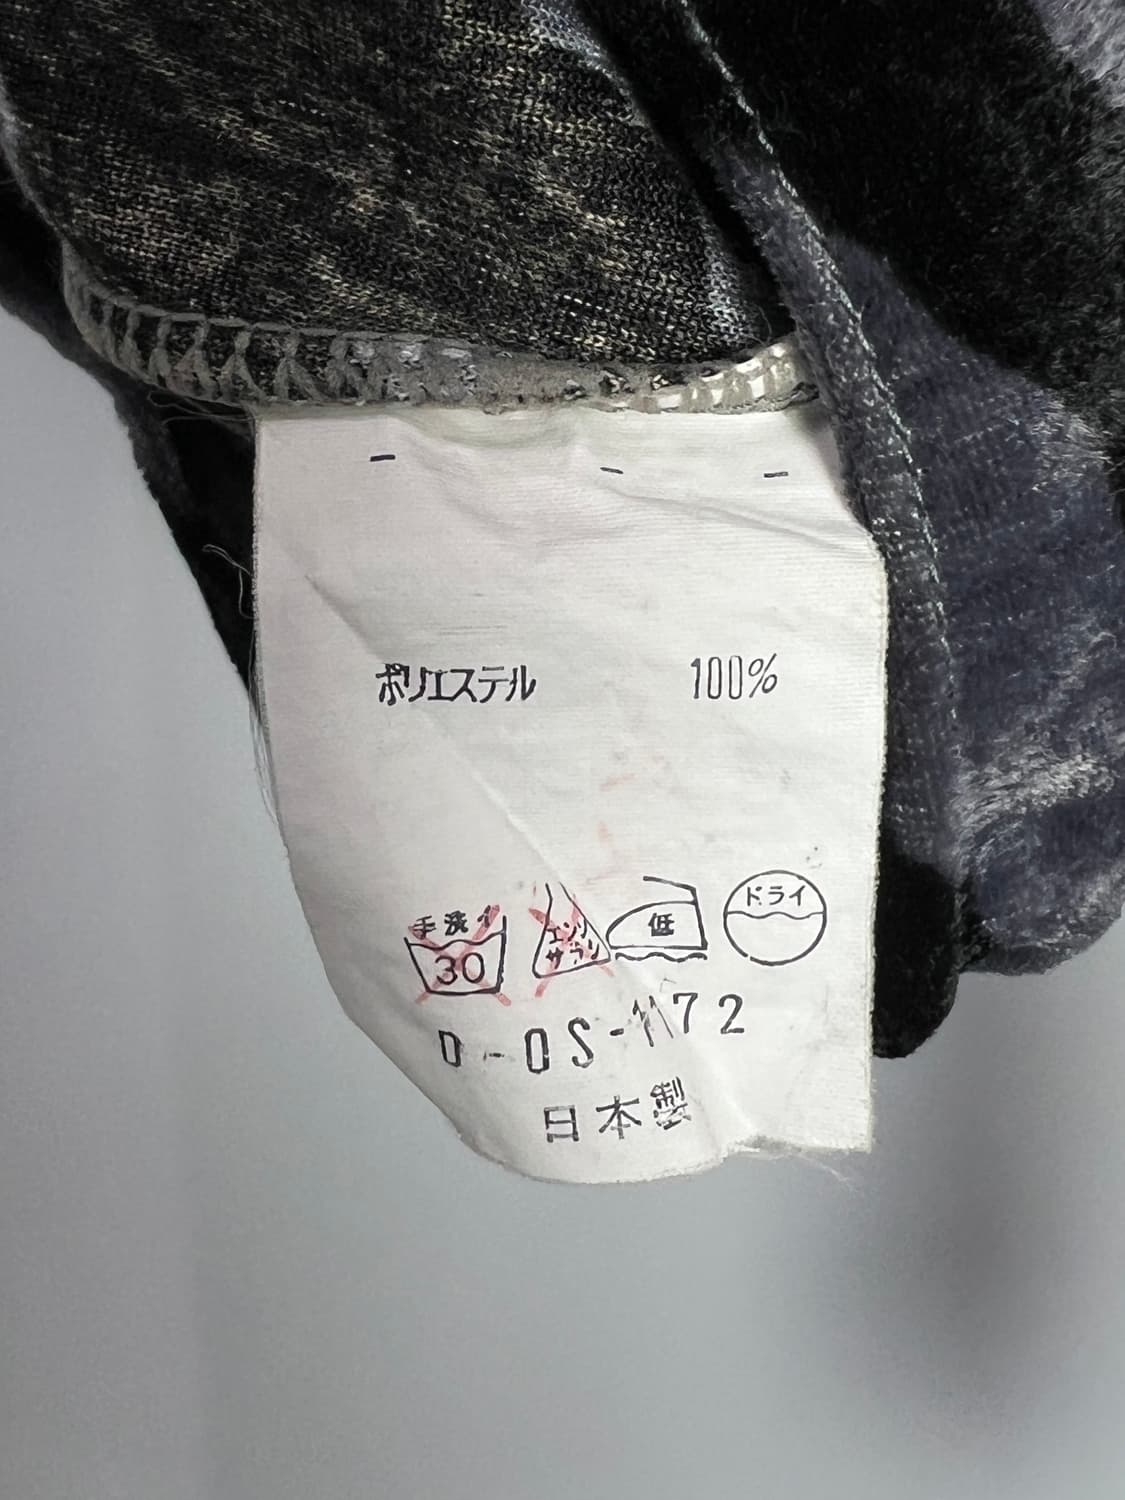 ポリエステル 100%
手洗イ エンソ サラシ 低 ドライ
30
D-OS-1172
日本製